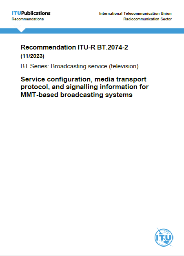 ITUPublications
International Telecommunication Union
Recommendations
Radiocommunication Sector
Recommendation ITU-R BT.2074-2
(11/2023)
BT Series: Broadcasting service (television)
Service configuration, media transport
protocol, and signalling information for
MMT-based broadcasting systems
ITU